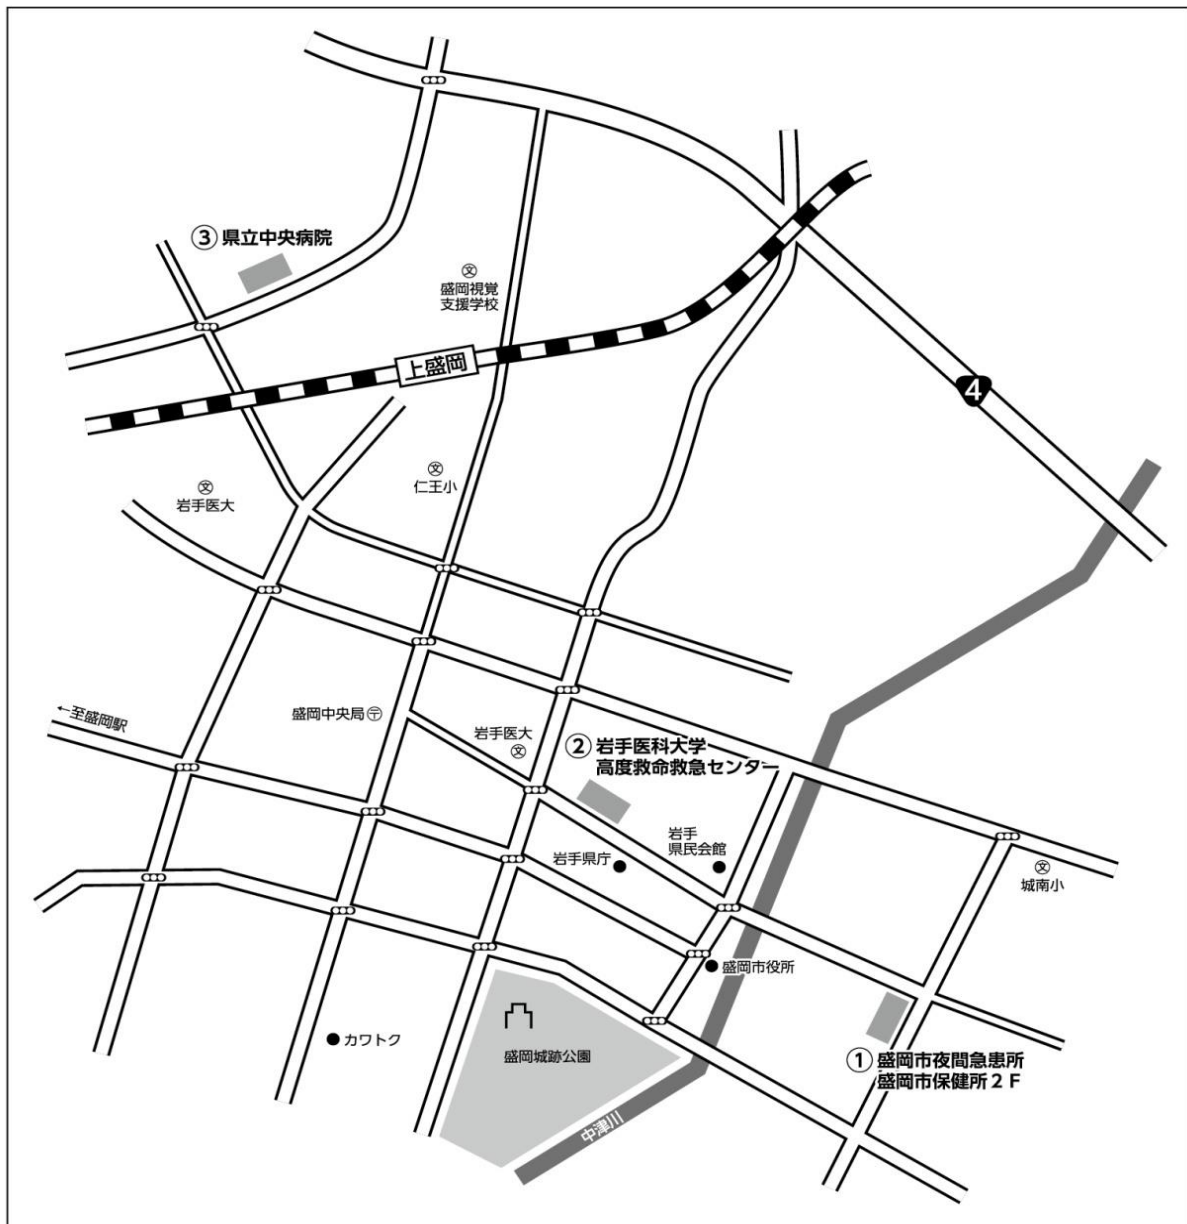 ③ 県立中央病院
文
盛岡視覚
支援学校
上盛岡
4
文
岩手医大
文
仁王小
←至盛岡駅
盛岡中央局〒
岩手医大
文
② 岩手医科大学
高度救命救急センター
岩手県庁
岩手
県民会館
文
城南小
盛岡市役所
カワトク
盛岡城跡公園
① 盛岡市夜間急患所
盛岡市保健所2F
中津川